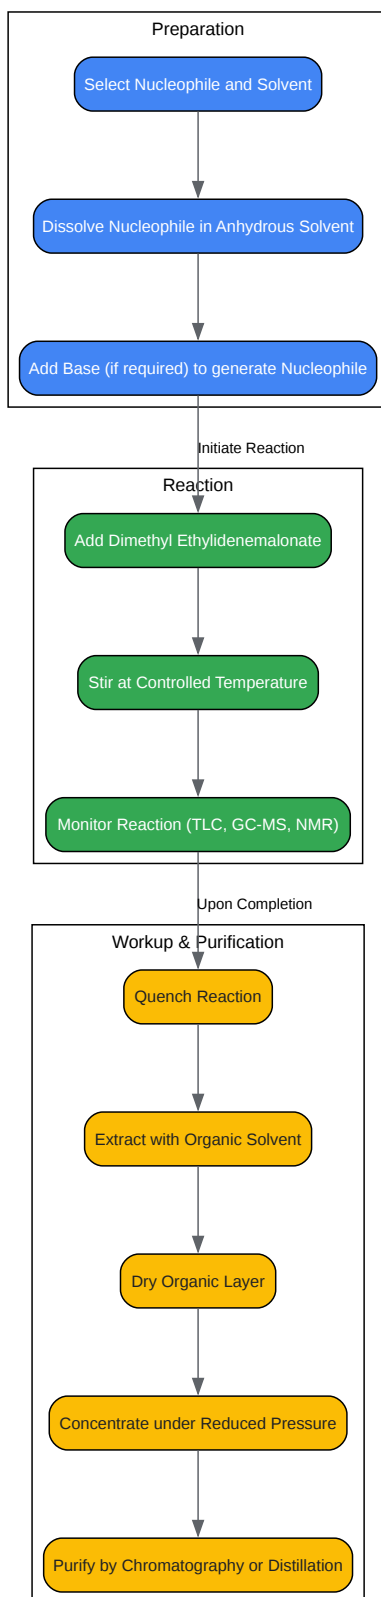 Preparation
Select Nucleophile and Solvent
Dissolve Nucleophile in Anhydrous Solvent
Add Base (if required) to generate Nucleophile
Initiate Reaction
Reaction
Add Dimethyl Ethylidenemalonate
Stir at Controlled Temperature
Monitor Reaction (TLC, GC-MS, NMR)
Upon Completion
Workup & Purification
Quench Reaction
Extract with Organic Solvent
Dry Organic Layer
Concentrate under Reduced Pressure
Purify by Chromatography or Distillation